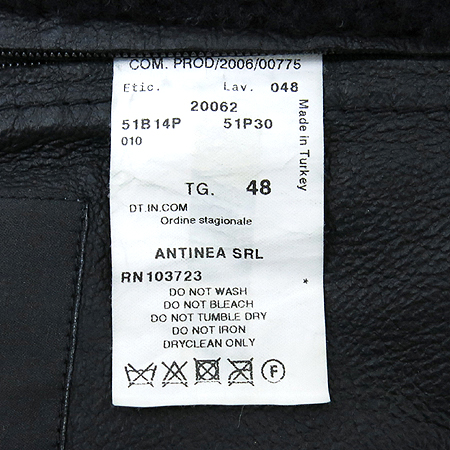 COM. PROD/2006/00775
Etic. Lav. 048
20062
51B14P 51P30
010
Made in Turkey
TG. 48
DT.IN.COM
Ordine stagionale
ANTINEA SRL
RN103723
*
DO NOT WASH
DO NOT BLEACH
DO NOT TUMBLE DRY
DO NOT IRON
DRYCLEAN ONLY
F